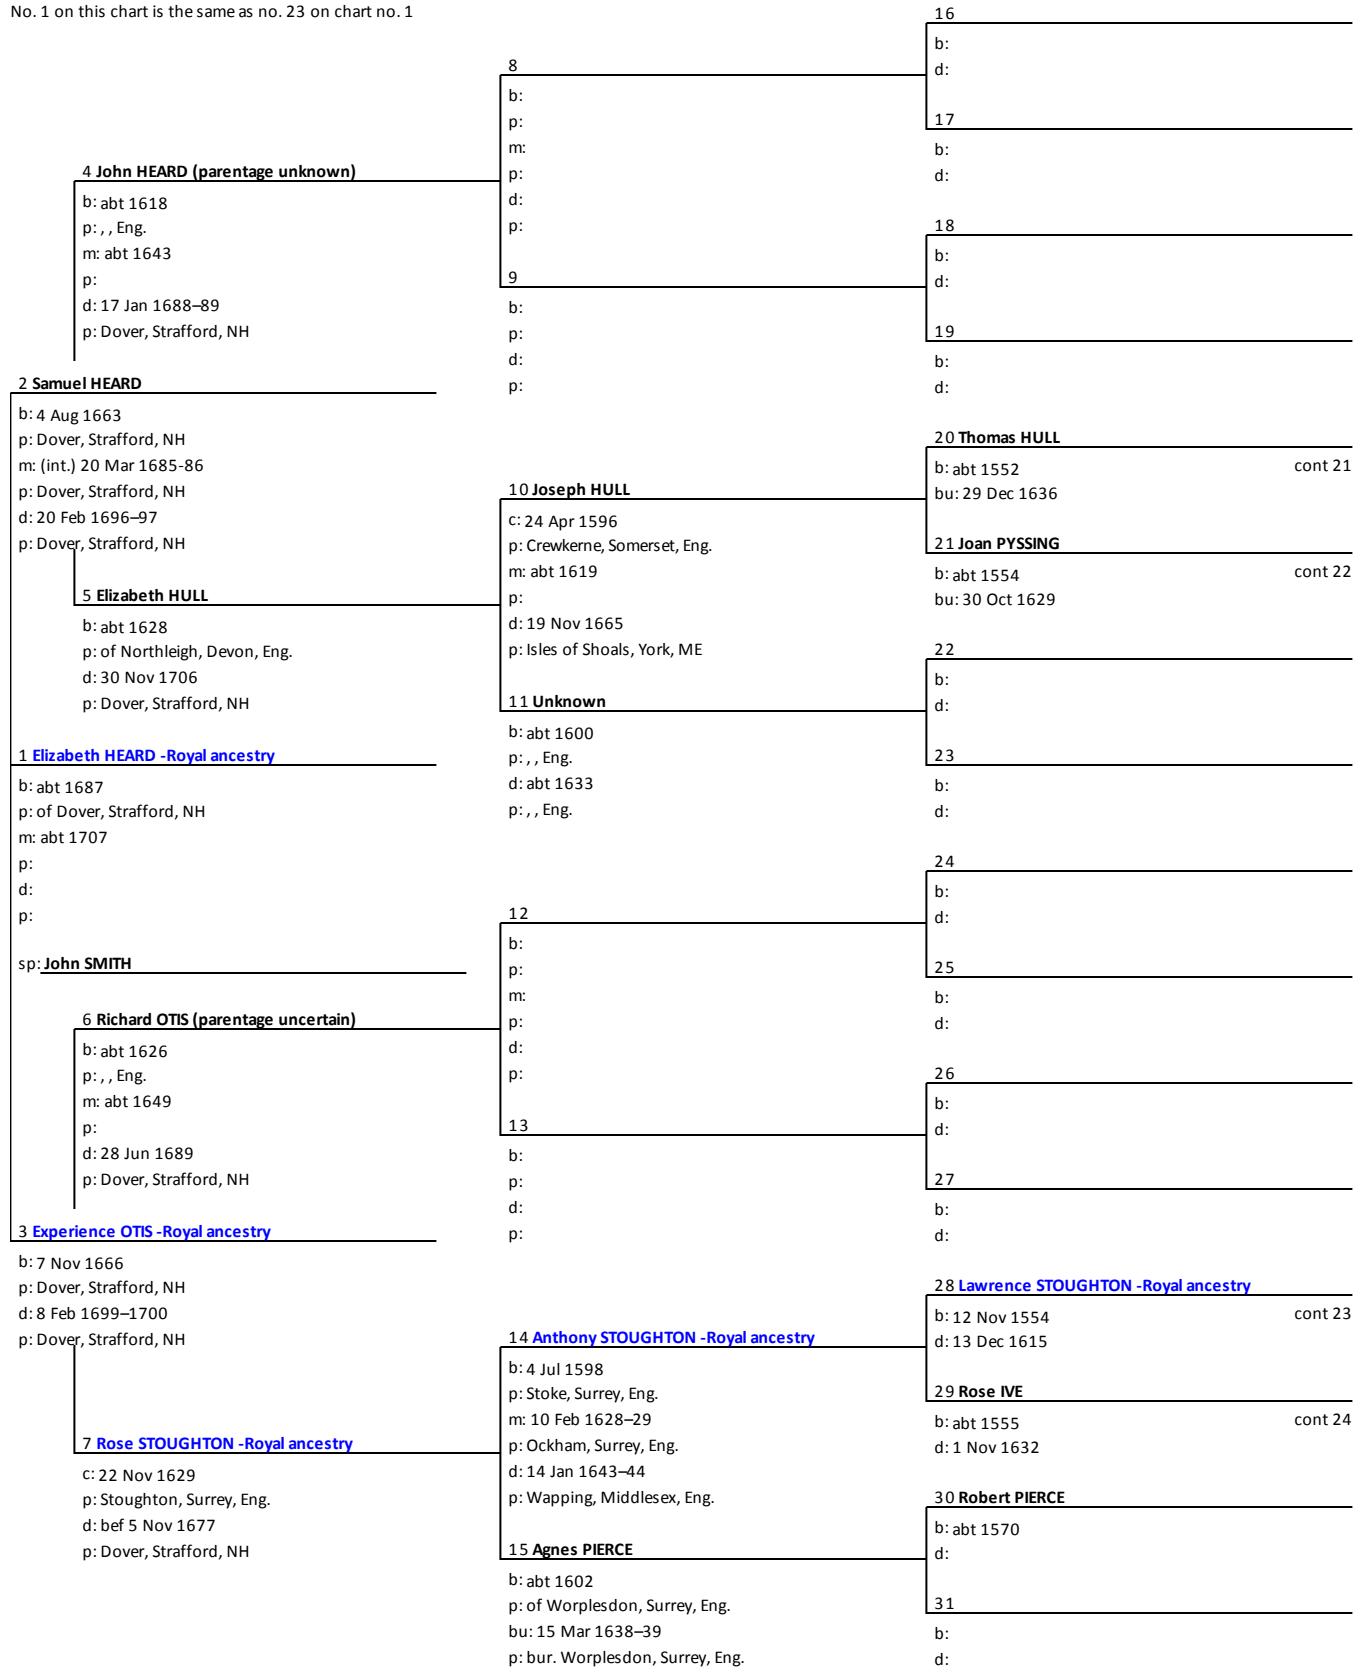 No. 1 on this chart is the same as no. 23 on chart no. 1
4 John HEARD (parentage unknown)
b: abt 1618
p: , , Eng.
m: abt 1643
p:
d: 17 Jan 1688–89
p: Dover, Strafford, NH
2 Samuel HEARD
b: 4 Aug 1663
p: Dover, Strafford, NH
m: (int.) 20 Mar 1685-86
p: Dover, Strafford, NH
d: 20 Feb 1696–97
p: Dover, Strafford, NH
5 Elizabeth HULL
b: abt 1628
p: of Northleigh, Devon, Eng.
d: 30 Nov 1706
p: Dover, Strafford, NH
1 Elizabeth HEARD -Royal ancestry
b: abt 1687
p: of Dover, Strafford, NH
m: abt 1707
p:
d:
p:
sp: John SMITH
6 Richard OTIS (parentage uncertain)
b: abt 1626
p: , , Eng.
m: abt 1649
p:
d: 28 Jun 1689
p: Dover, Strafford, NH
3 Experience OTIS -Royal ancestry
b: 7 Nov 1666
p: Dover, Strafford, NH
d: 8 Feb 1699–1700
p: Dover, Strafford, NH
7 Rose STOUGHTON -Royal ancestry
c: 22 Nov 1629
p: Stoughton, Surrey, Eng.
d: bef 5 Nov 1677
p: Dover, Strafford, NH
8
b:
p:
m:
p:
d:
p:
9
b:
p:
d:
p:
10 Joseph HULL
c: 24 Apr 1596
p: Crewkerne, Somerset, Eng.
m: abt 1619
p:
d: 19 Nov 1665
p: Isles of Shoals, York, ME
11 Unknown
b: abt 1600
p: , , Eng.
d: abt 1633
p: , , Eng.
12
b:
p:
m:
p:
d:
p:
13
b:
p:
d:
p:
14 Anthony STOUGHTON -Royal ancestry
b: 4 Jul 1598
p: Stoke, Surrey, Eng.
m: 10 Feb 1628–29
p: Ockham, Surrey, Eng.
d: 14 Jan 1643–44
p: Wapping, Middlesex, Eng.
15 Agnes PIERCE
b: abt 1602
p: of Worplesdon, Surrey, Eng.
bu: 15 Mar 1638–39
p: bur. Worplesdon, Surrey, Eng.
16
b:
d:
17
b:
d:
18
b:
d:
19
b:
d:
20 Thomas HULL
b: abt 1552 cont 21
bu: 29 Dec 1636
21 Joan PYSSING
b: abt 1554 cont 22
bu: 30 Oct 1629
22
b:
d:
23
b:
d:
24
b:
d:
25
b:
d:
26
b:
d:
27
b:
d:
28 Lawrence STOUGHTON -Royal ancestry
b: 12 Nov 1554 cont 23
d: 13 Dec 1615
29 Rose IVE
b: abt 1555 cont 24
d: 1 Nov 1632
30 Robert PIERCE
b: abt 1570
d:
31
b:
d: